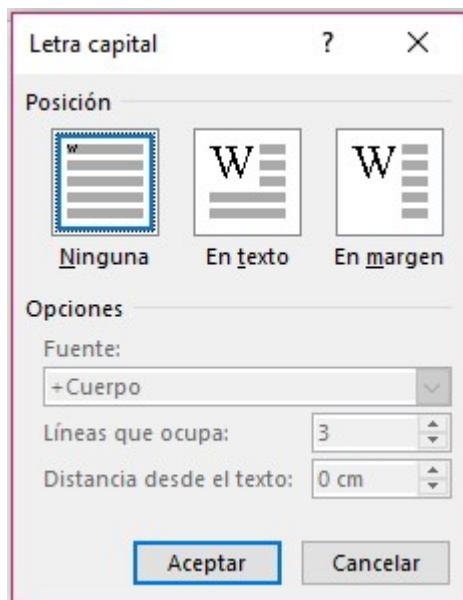 Letra capital ? ×
Posición
W W W
Ninguna En texto En margen
Opciones
Fuente:
+Cuerpo
Líneas que ocupa: 3
Distancia desde el texto: 0 cm
Aceptar Cancelar